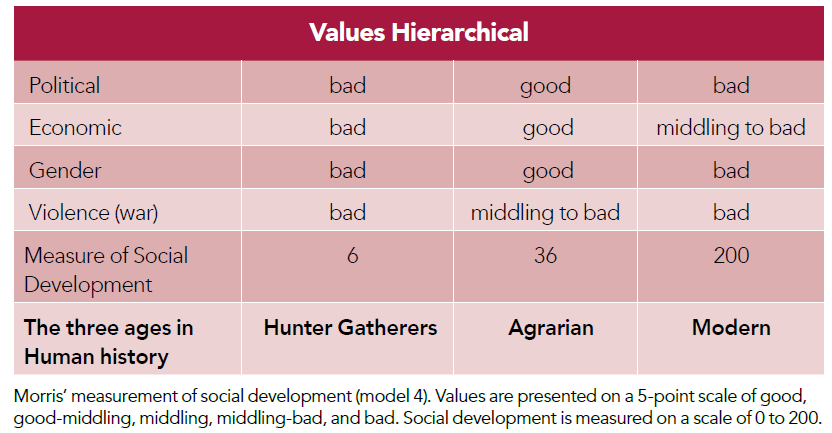 Values Hierarchical
Political bad good bad
Economic bad good middling to bad
Gender bad good bad
Violence (war) bad middling to bad bad
Measure of Social 6 36 200
Development
The three ages in Hunter Gatherers Agrarian Modern
Human history
Morris’ measurement of social development (model 4). Values are presented on a 5-point scale of good,
good-middling, middling, middling-bad, and bad. Social development is measured on a scale of 0 to 200.